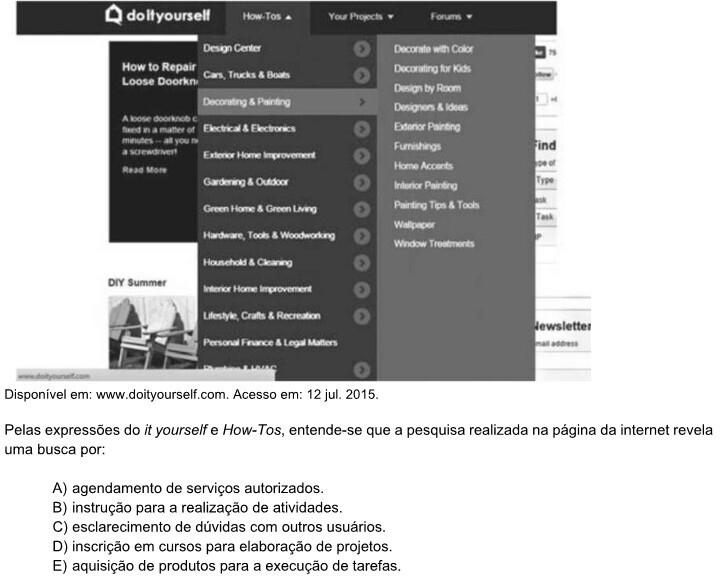 doityourself How-Tos Your Projects Forums
How to Repair
Loose Doorkn
A loose doorknob c
fixed in a matter of
minutes -- all you n
a screwdriver!
Read More
DIY Summer
Design Center
Cars, Trucks & Boats
Decorating & Painting
Electrical & Electronics
Exterior Home Improvement
Gardening & Outdoor
Green Home & Green Living
Hardware, Tools & Woodworking
Household & Cleaning
Interior Home Improvement
Lifestyle, Crafts & Recreation
Personal Finance & Legal Matters
Plumbing & HVAC
Decorate with Color
Decorating for Kids
Design by Room
Designers & Ideas
Exterior Painting
Furnishings
Home Accents
Interior Painting
Painting Tips & Tools
Wallpaper
Window Treatments
75
Find
ype of
Type
ask
Task
IP
Newsletter
mail address
www.doityourself.com
Disponível em: www.doityourself.com. Acesso em: 12 jul. 2015.
Pelas expressões do it yourself e How-Tos, entende-se que a pesquisa realizada na página da internet revela
uma busca por:
A) agendamento de serviços autorizados.
B) instrução para a realização de atividades.
C) esclarecimento de dúvidas com outros usuários.
D) inscrição em cursos para elaboração de projetos.
E) aquisição de produtos para a execução de tarefas.